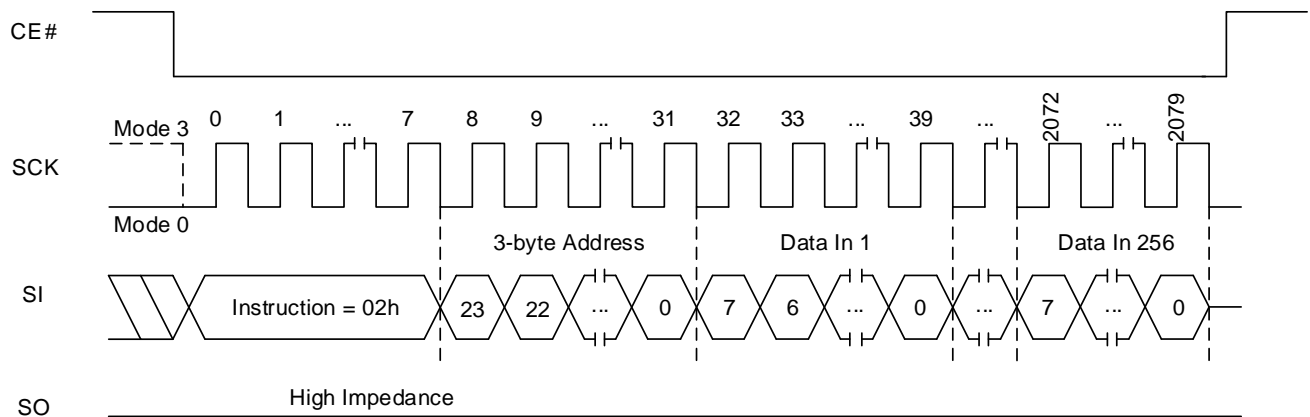 CE#
0 1 ... 7 8 9 ... 31 32 33 ... 39 ... 2072 ... 2079
Mode 3
SCK
Mode 0
3-byte Address Data In 1 Data In 256
SI
Instruction = 02h 23 22 ... 0 7 6 ... 0 ... 7 ... 0
High Impedance
SO